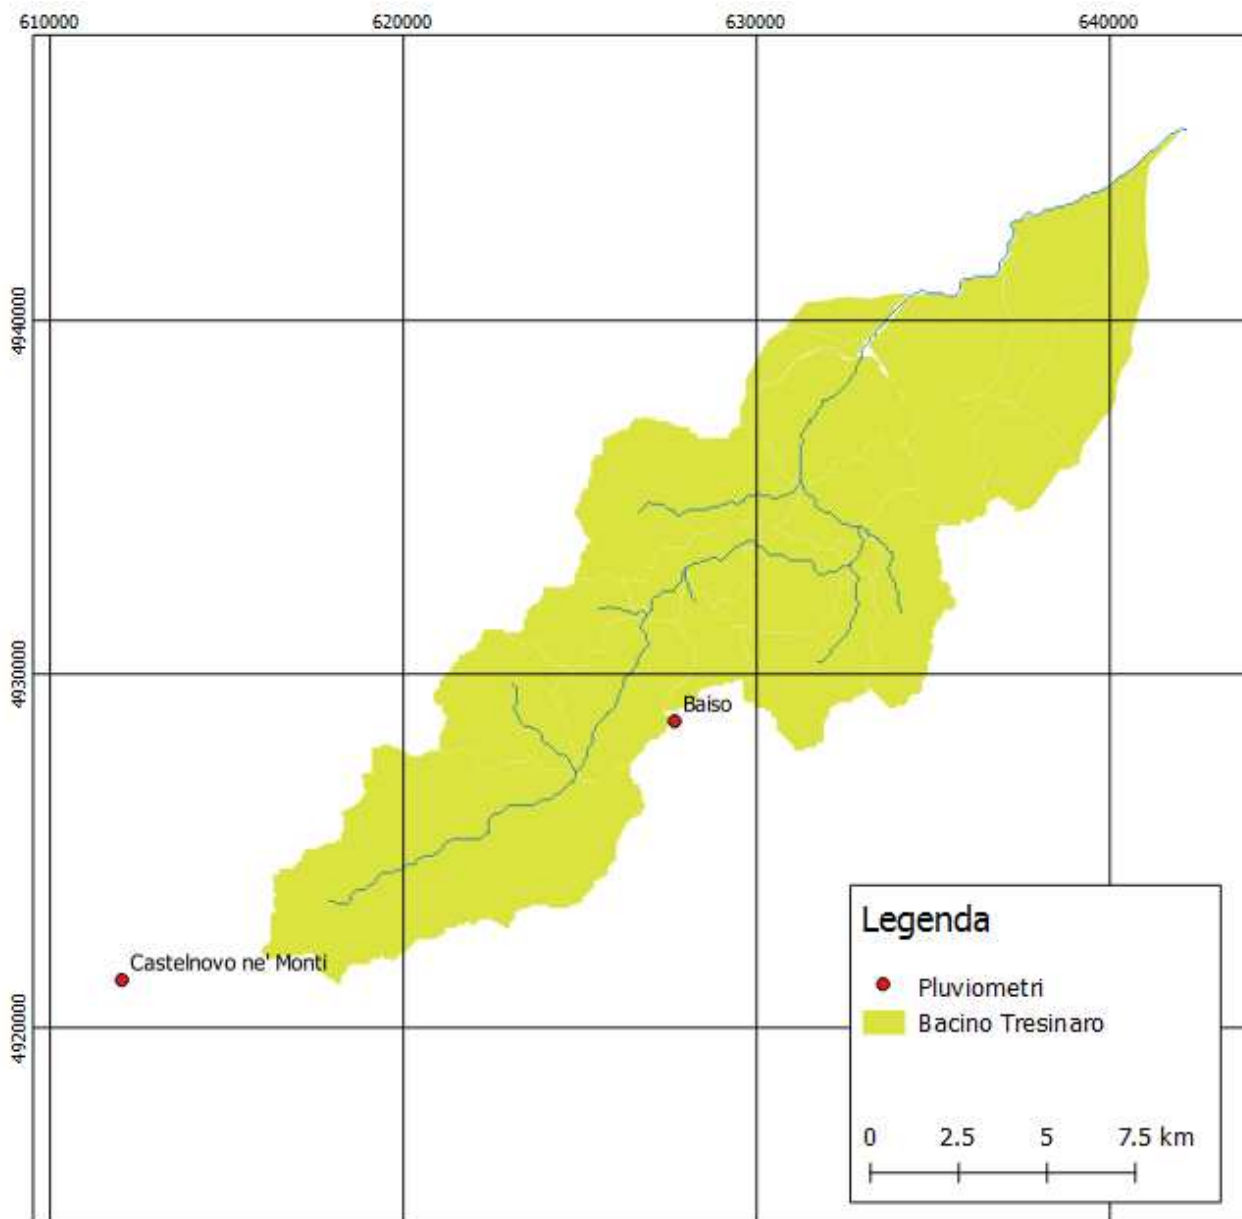 610000 620000 630000 640000
4940000
4930000
Baiso
Castelnovo ne' Monti
4920000
Legenda
Pluviometri
Bacino Tresinaro
0 2.5 5 7.5 km